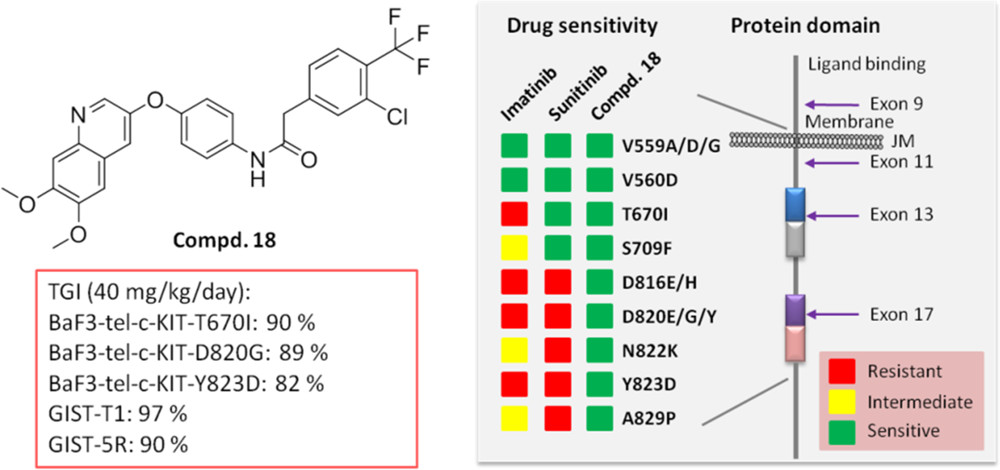 F
F
F
N
O
Cl
N
H
O
O
O
Compd. 18
TGI (40 mg/kg/day):
BaF3-tel-c-KIT-T670I: 90 %
BaF3-tel-c-KIT-D820G: 89 %
BaF3-tel-c-KIT-Y823D: 82 %
GIST-T1: 97 %
GIST-5R: 90 %
Drug sensitivity
Imatinib
Sunitinib
Compd. 18
V559A/D/G
V560D
T670I
S709F
D816E/H
D820E/G/Y
N822K
Y823D
A829P
Protein domain
Ligand binding
Exon 9
Membrane
JM
Exon 11
Exon 13
Exon 17
Resistant
Intermediate
Sensitive